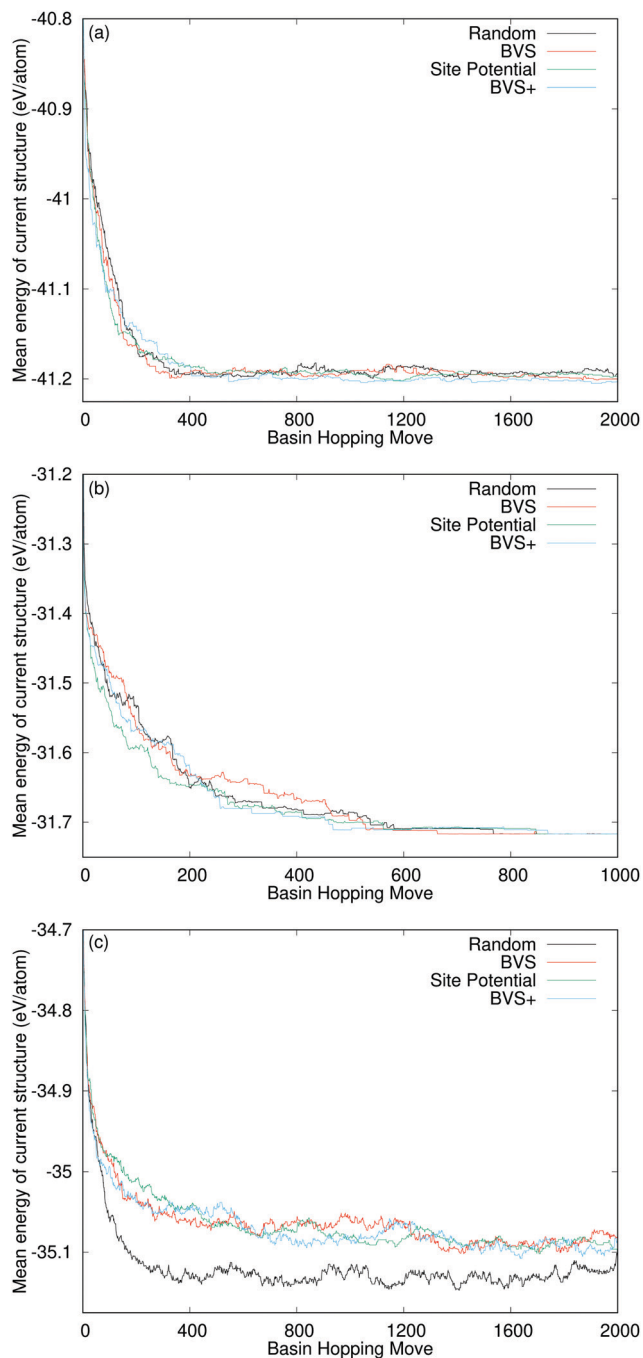 (a)
Random
BVS
Site Potential
BVS+
Mean energy of current structure (eV/atom)
-40.8
-40.9
-41
-41.1
-41.2
0 400 800 1200 1600 2000
Basin Hopping Move
(b)
Random
BVS
Site Potential
BVS+
Mean energy of current structure (eV/atom)
-31.2
-31.3
-31.4
-31.5
-31.6
-31.7
0 200 400 600 800 1000
Basin Hopping Move
(c)
Random
BVS
Site Potential
BVS+
Mean energy of current structure (eV/atom)
-34.7
-34.8
-34.9
-35
-35.1
0 400 800 1200 1600 2000
Basin Hopping Move